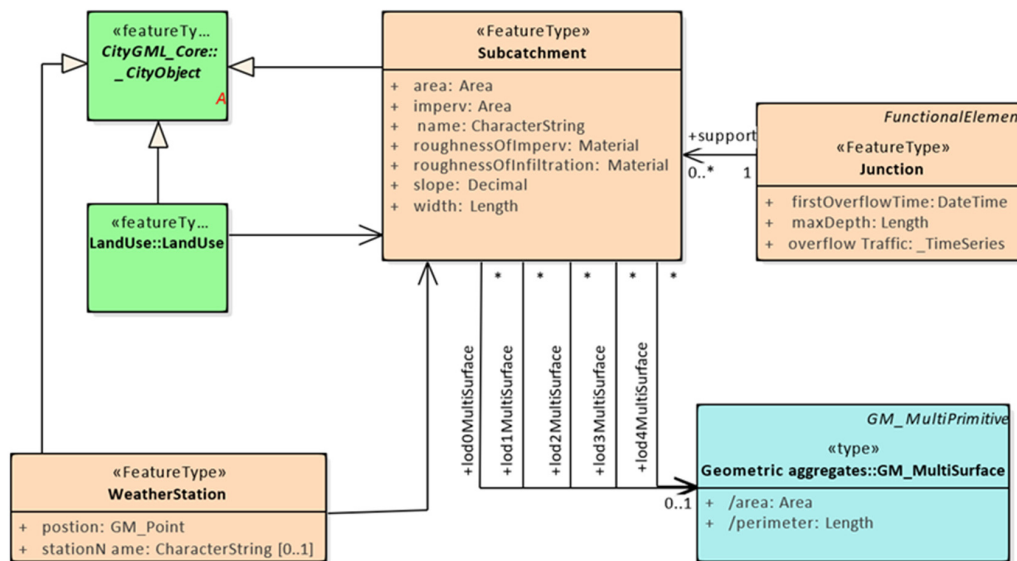 «featureTy...
CityGML_Core::
_CityObject
A
«FeatureType»
Subcatchment
+ area: Area
+ imperv: Area
+ name: CharacterString
+ roughnessOfImperv: Material
+ roughnessOfInfiltration: Material
+ slope: Decimal
+ width: Length
FunctionalElemen
«FeatureType»
Junction
+ firstOverflowTime: DateTime
+ maxDepth: Length
+ overflow Traffic: _TimeSeries
+support
0..*
1
«featureTy...
LandUse::LandUse
*
*
*
*
*
+lod0MultiSurface
+lod1MultiSurface
+lod2MultiSurface
+lod3MultiSurface
+lod4MultiSurface
0..1
GM_MultiPrimitive
«type»
Geometric aggregates::GM_MultiSurface
+ /area: Area
+ /perimeter: Length
«FeatureType»
WeatherStation
+ postion: GM_Point
+ stationN ame: CharacterString [0..1]